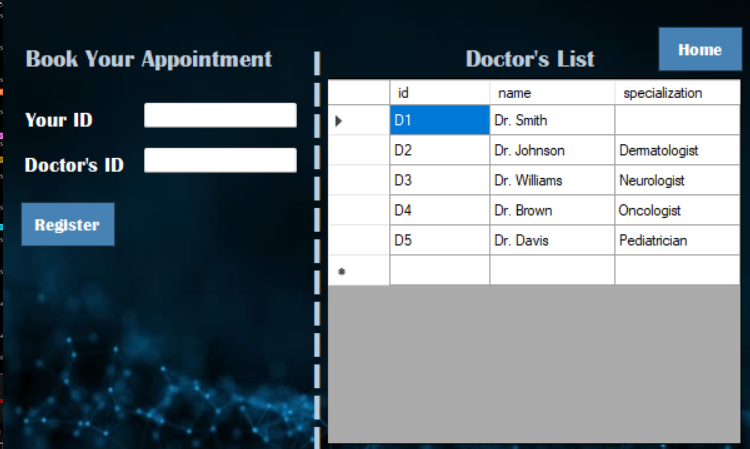 Book Your Appointment
Your ID
Doctor's ID
Register
Doctor's List
Home
id name specialization
D1 Dr. Smith
D2 Dr. Johnson Dermatologist
D3 Dr. Williams Neurologist
D4 Dr. Brown Oncologist
D5 Dr. Davis Pediatrician